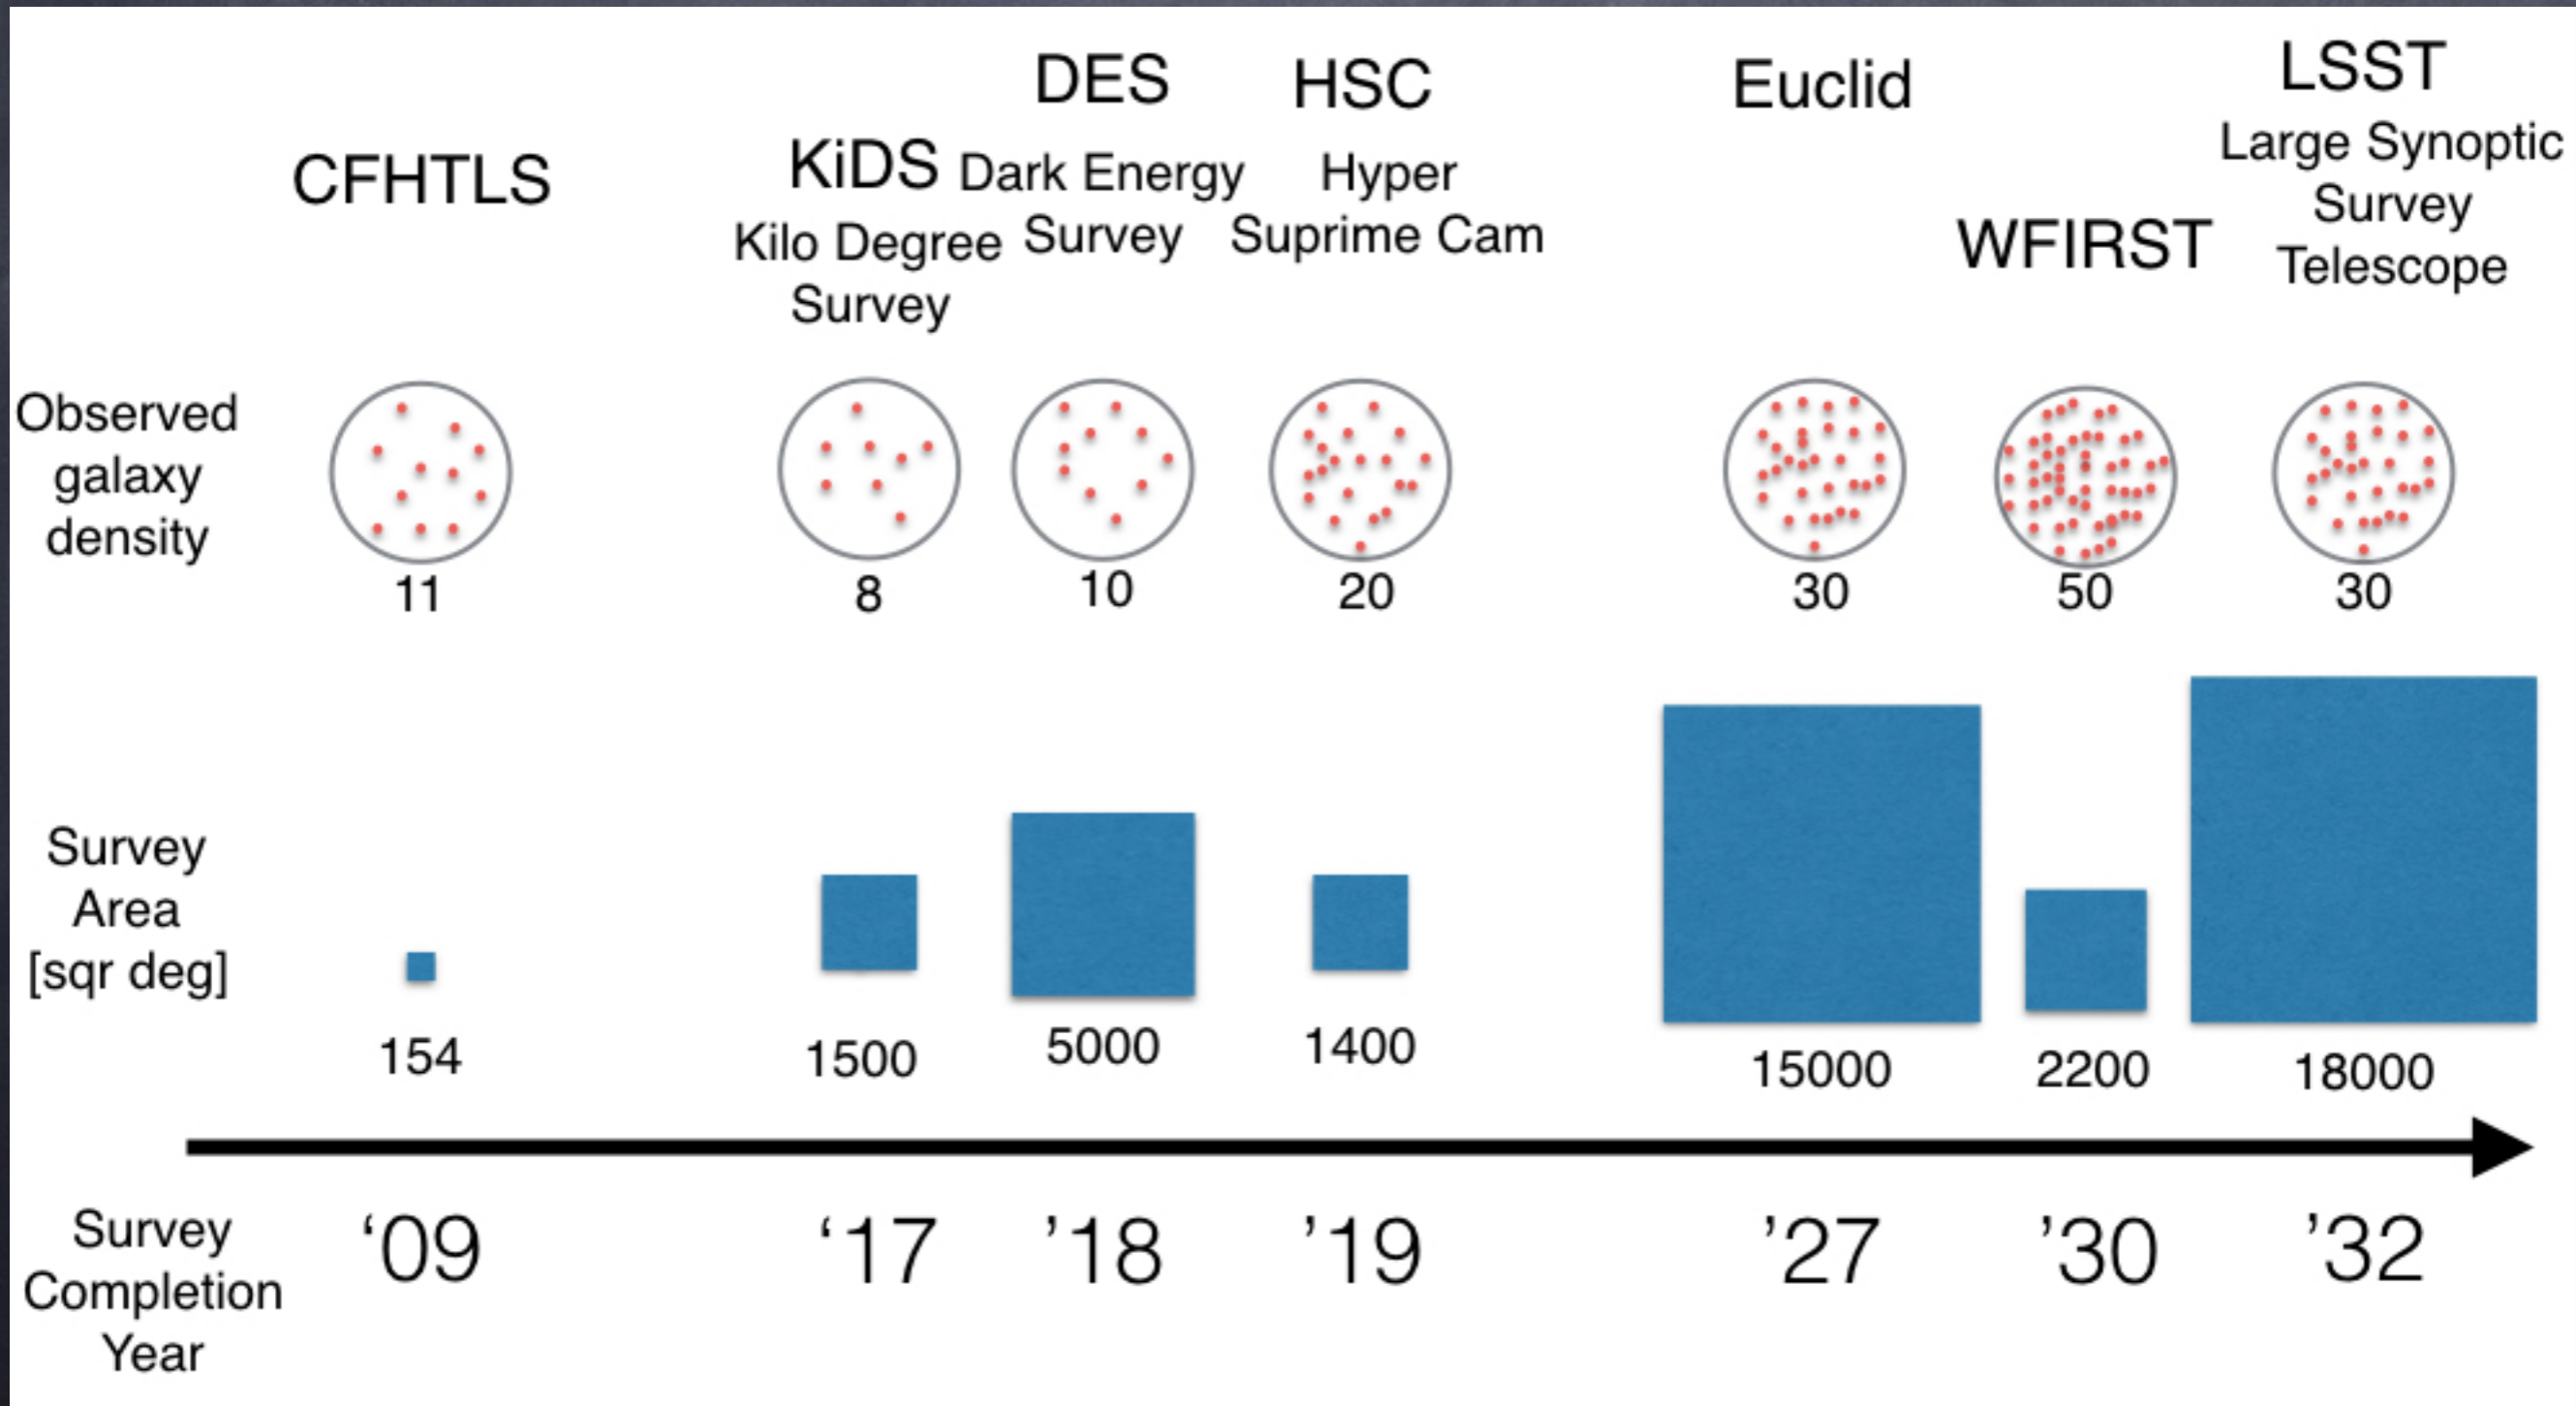 CFHTLS
KiDS
Kilo Degree
Survey
DES
Dark Energy
Survey
HSC
Hyper
Suprime Cam
Euclid
WFIRST
LSST
Large Synoptic
Survey
Telescope
Observed
galaxy
density
11
8
10
20
30
50
30
Survey
Area
[sqr deg]
154
1500
5000
1400
15000
2200
18000
Survey
Completion
Year
‘09
‘17
’18
’19
’27
’30
’32